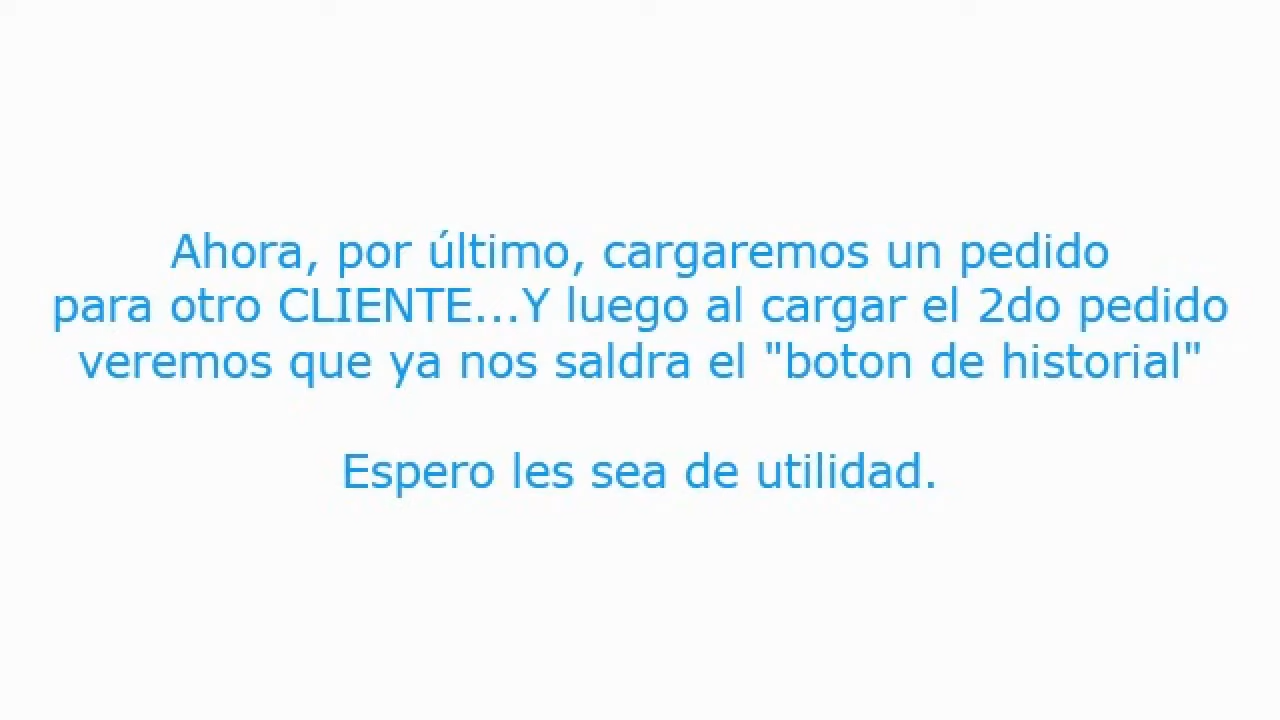 Ahora, por último, cargaremos un pedido
para otro CLIENTE...Y luego al cargar el 2do pedido
veremos que ya nos saldra el "boton de historial"
Espero les sea de utilidad.